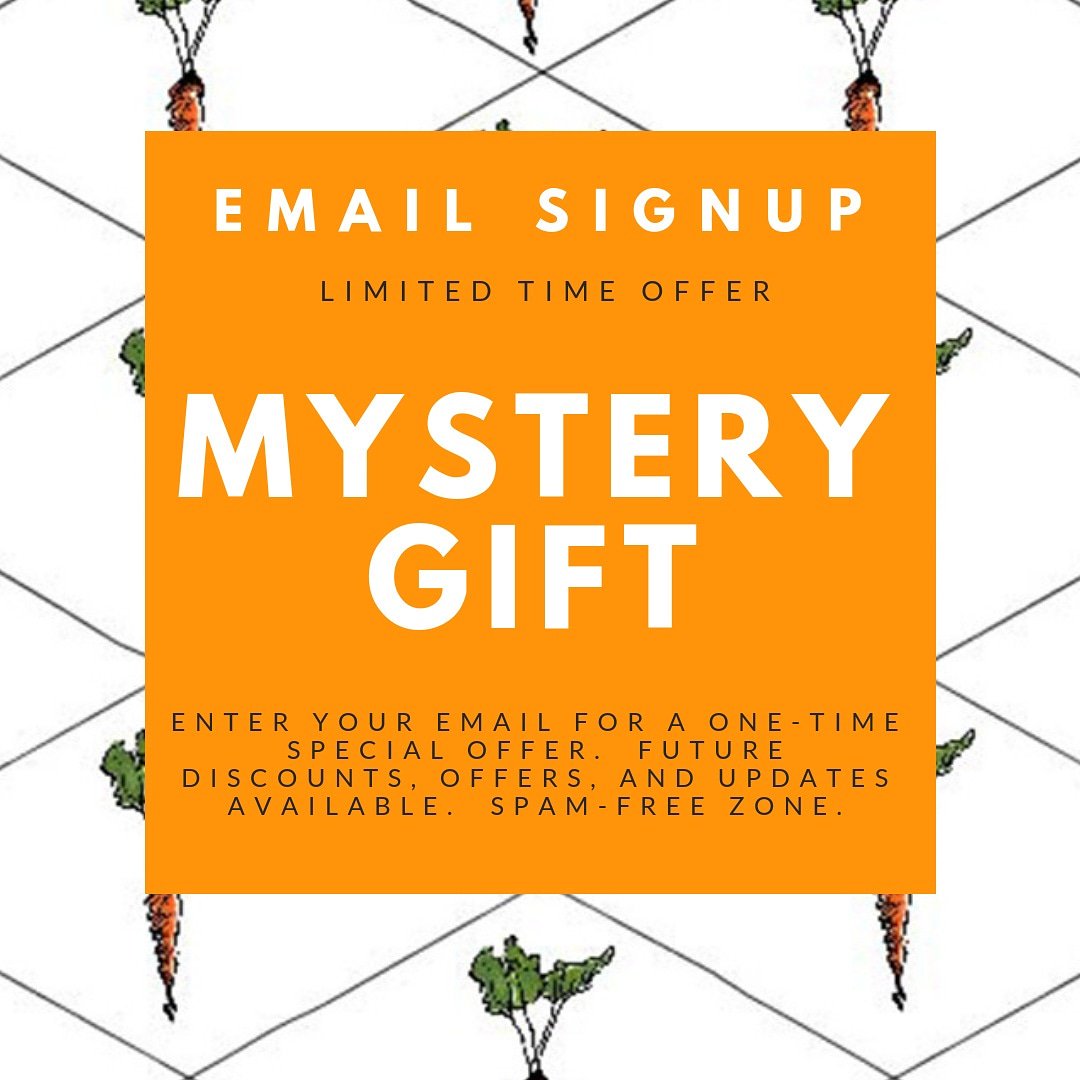 EMAIL SIGNUP
LIMITED TIME OFFER
MYSTERY
GIFT
ENTER YOUR EMAIL FOR A ONE-TIME
SPECIAL OFFER. FUTURE
DISCOUNTS, OFFERS, AND UPDATES
AVAILABLE. SPAM-FREE ZONE.